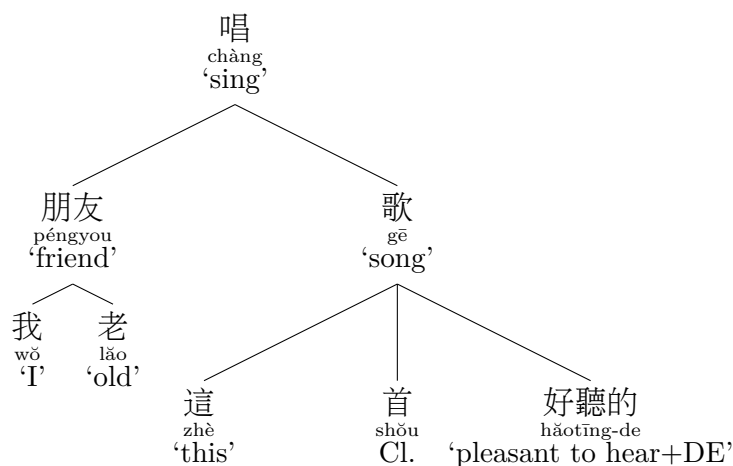 唱
chàng
‘sing’
朋友 歌
péngyou gē
‘friend’ ‘song’
我 老
wǒ lǎo
‘I’ ‘old’
這 首 好聽的
zhè shǒu hǎotīng-de
‘this’ Cl. ‘pleasant to hear+DE’